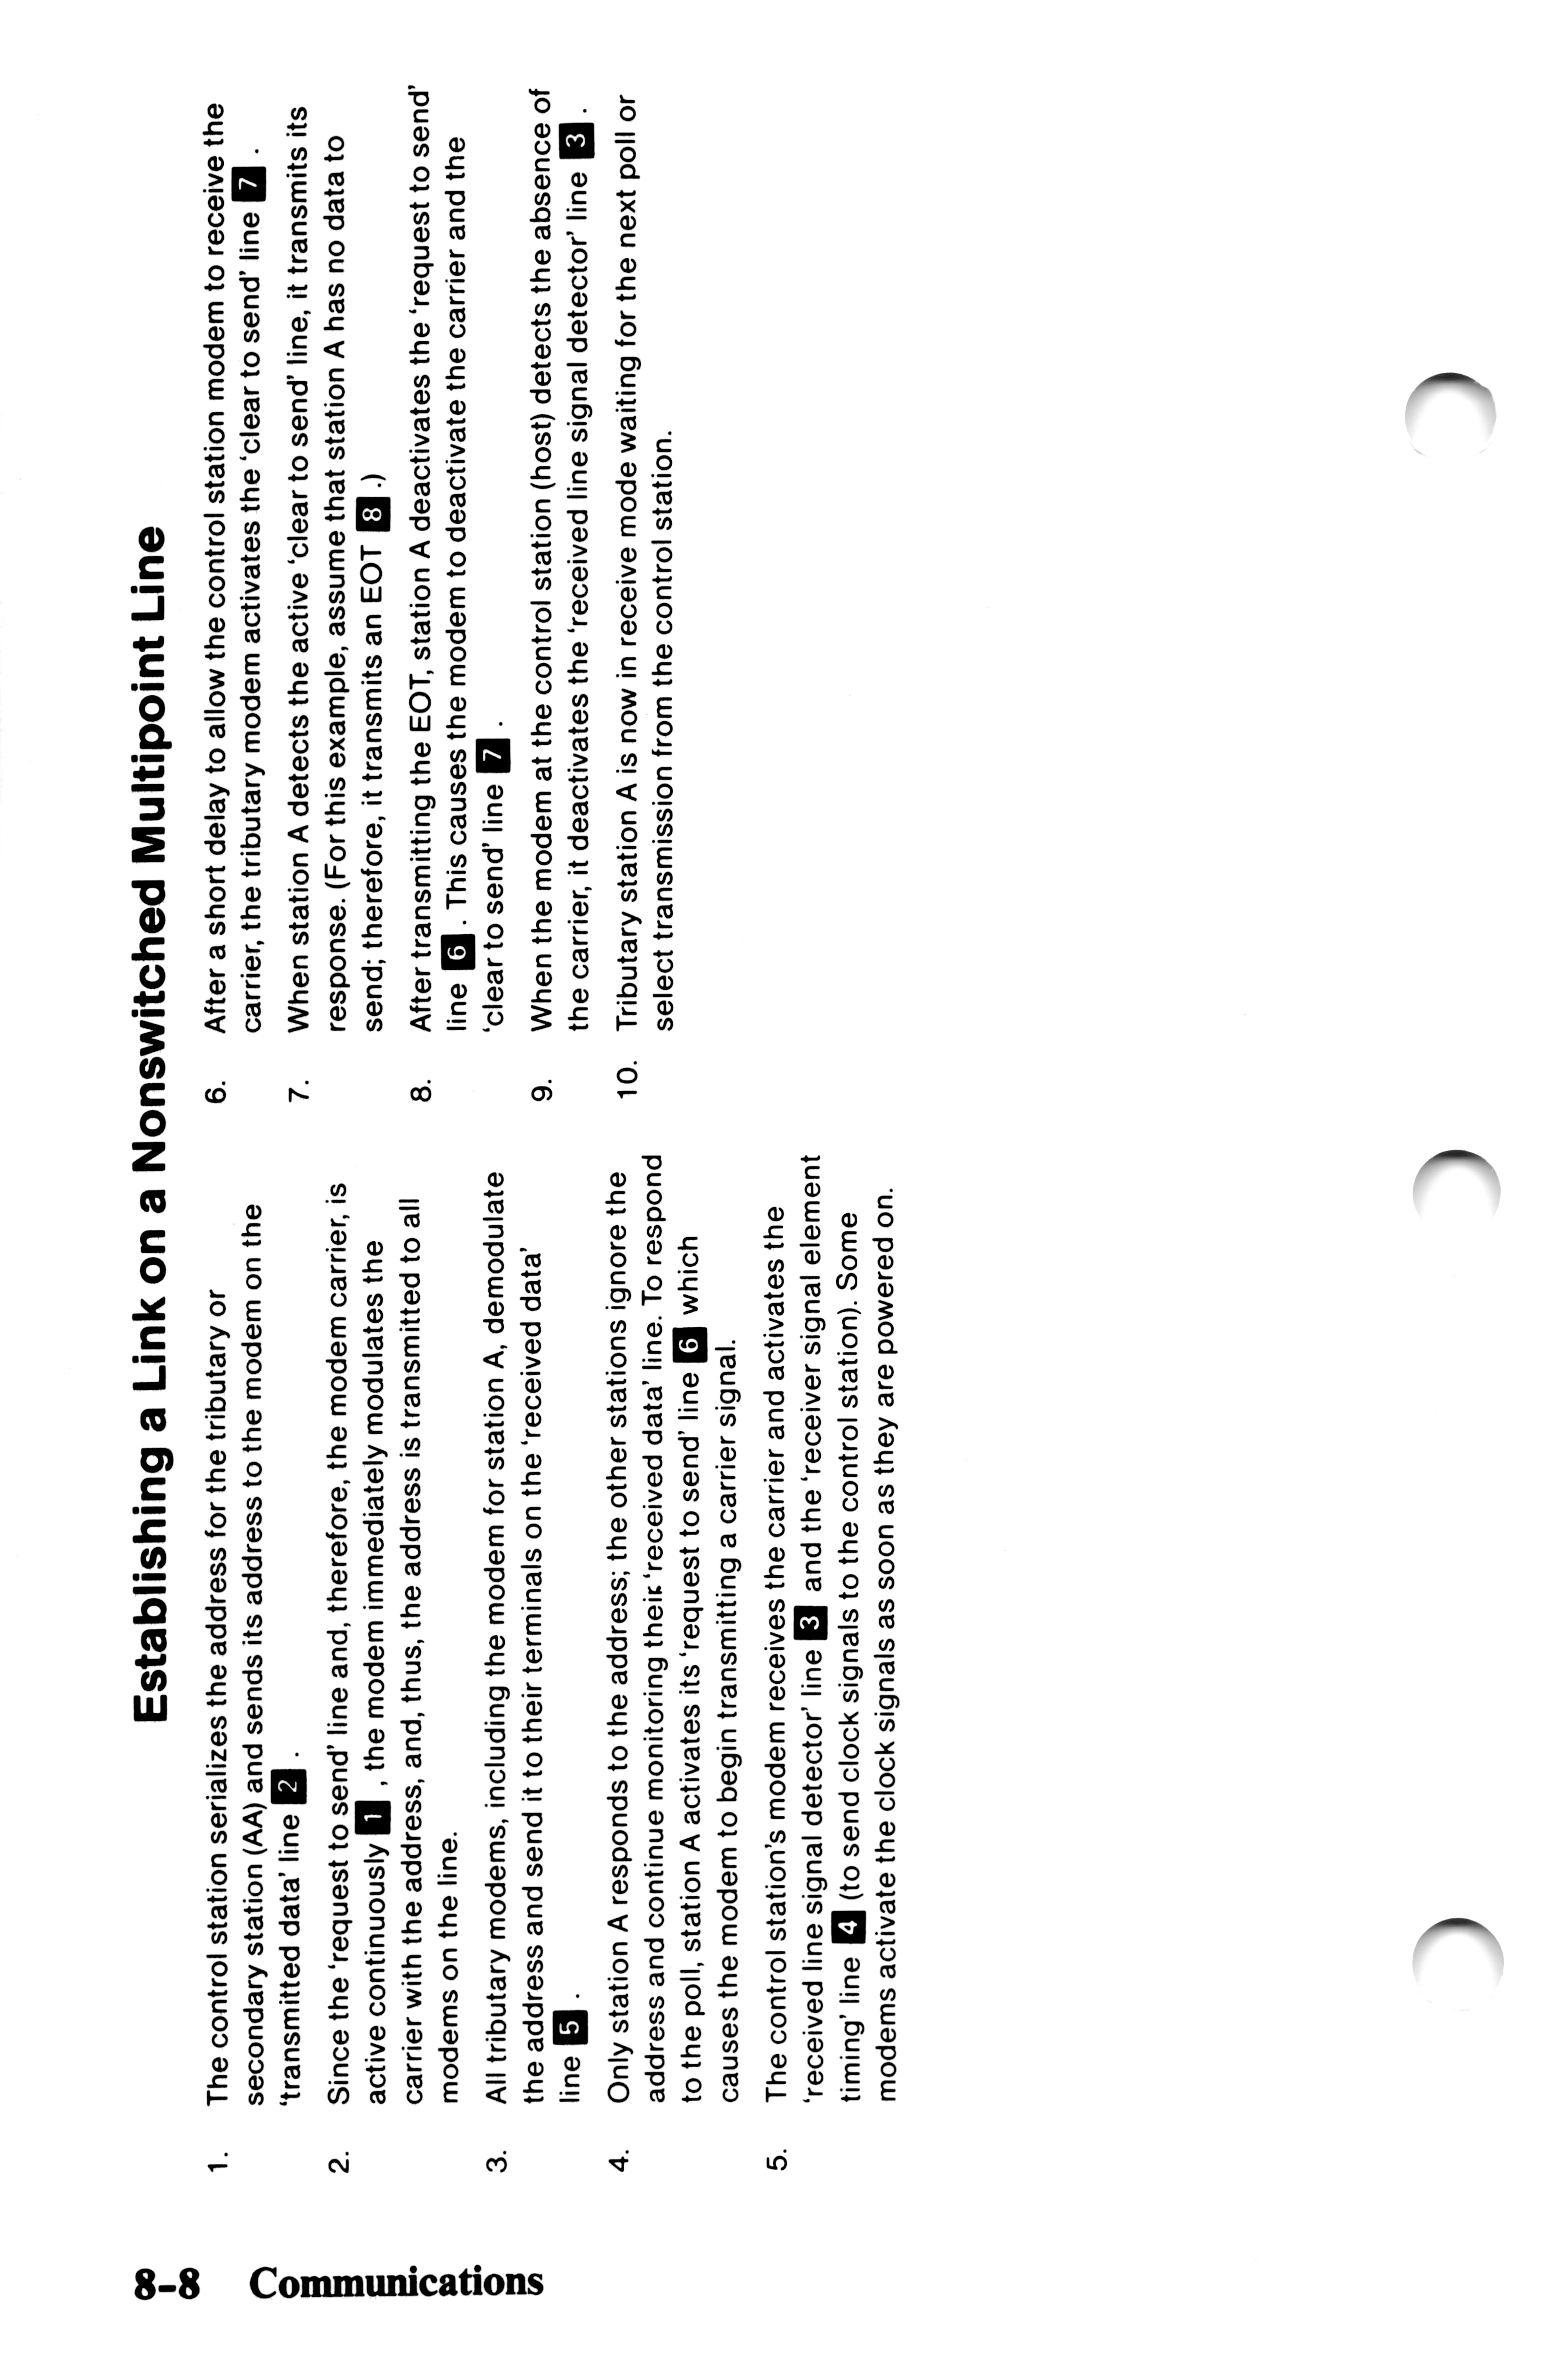 Establishing a Link on a Nonswitched Multipoint Line
1. The control station serializes the address for the tributary or
secondary station (AA) and sends its address to the modem on the
‘transmitted data’ line 2 .
2. Since the ‘request to send’ line and, therefore, the modem carrier, is
active continuously 1 , the modem immediately modulates the
carrier with the address, and, thus, the address is transmitted to all
modems on the line.
3. All tributary modems, including the modem for station A, demodulate
the address and send it to their terminals on the ‘received data’
line 5 .
4. Only station A responds to the address; the other stations ignore the
address and continue monitoring their ‘received data’ line. To respond
to the poll, station A activates its ‘request to send’ line 6 which
causes the modem to begin transmitting a carrier signal.
5. The control station’s modem receives the carrier and activates the
‘received line signal detector’ line 3 and the ‘receiver signal element
timing’ line 4 (to send clock signals to the control station). Some
modems activate the clock signals as soon as they are powered on.
6. After a short delay to allow the control station modem to receive the
carrier, the tributary modem activates the ‘clear to send’ line 7 .
7. When station A detects the active ‘clear to send’ line, it transmits its
response. (For this example, assume that station A has no data to
send; therefore, it transmits an EOT 8 .)
8. After transmitting the EOT, station A deactivates the ‘request to send’
line 6 . This causes the modem to deactivate the carrier and the
‘clear to send’ line 7 .
9. When the modem at the control station (host) detects the absence of
the carrier, it deactivates the ‘received line signal detector’ line 3 .
10. Tributary station A is now in receive mode waiting for the next poll or
select transmission from the control station.
8-8 Communications